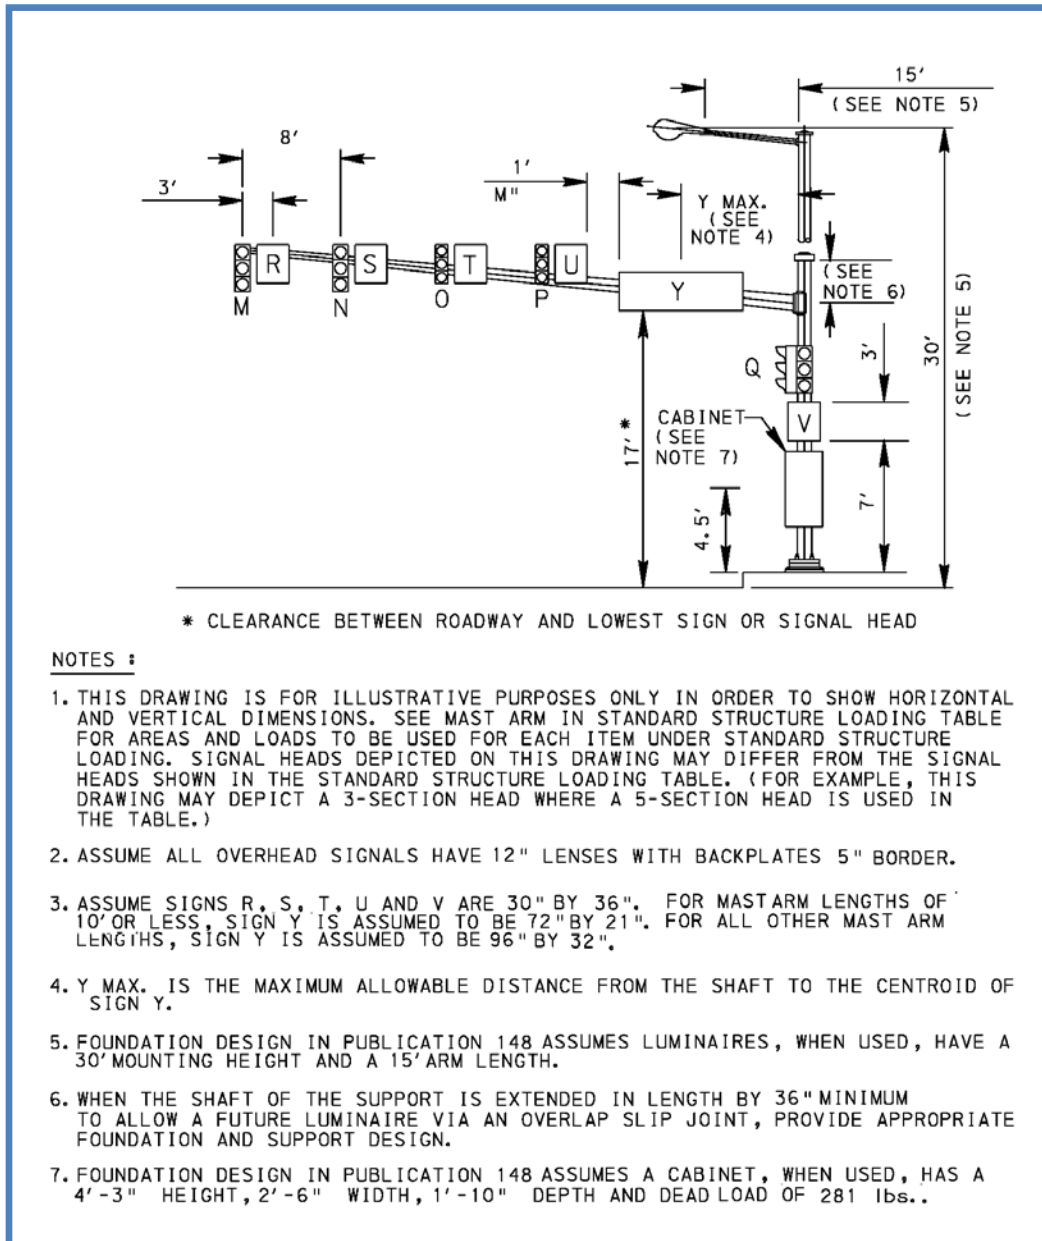 15'
(SEE NOTE 5)
8'
3'
1'
M"
Y MAX.
(SEE
NOTE 4)
(SEE
NOTE 6)
R
S
T
U
Y
M
N
O
P
Q
V
3'
30'
(SEE NOTE 5)
CABINET
(SEE
NOTE 7)
17' *
4.5'
7'
* CLEARANCE BETWEEN ROADWAY AND LOWEST SIGN OR SIGNAL HEAD
NOTES :
1. THIS DRAWING IS FOR ILLUSTRATIVE PURPOSES ONLY IN ORDER TO SHOW HORIZONTAL
AND VERTICAL DIMENSIONS. SEE MAST ARM IN STANDARD STRUCTURE LOADING TABLE
FOR AREAS AND LOADS TO BE USED FOR EACH ITEM UNDER STANDARD STRUCTURE
LOADING. SIGNAL HEADS DEPICTED ON THIS DRAWING MAY DIFFER FROM THE SIGNAL
HEADS SHOWN IN THE STANDARD STRUCTURE LOADING TABLE. (FOR EXAMPLE, THIS
DRAWING MAY DEPICT A 3-SECTION HEAD WHERE A 5-SECTION HEAD IS USED IN
THE TABLE.)
2. ASSUME ALL OVERHEAD SIGNALS HAVE 12" LENSES WITH BACKPLATES 5" BORDER.
3. ASSUME SIGNS R, S, T, U AND V ARE 30" BY 36". FOR MAST ARM LENGTHS OF
10' OR LESS, SIGN Y IS ASSUMED TO BE 72" BY 21". FOR ALL OTHER MAST ARM
LENGTHS, SIGN Y IS ASSUMED TO BE 96" BY 32".
4. Y MAX. IS THE MAXIMUM ALLOWABLE DISTANCE FROM THE SHAFT TO THE CENTROID OF
SIGN Y.
5. FOUNDATION DESIGN IN PUBLICATION 148 ASSUMES LUMINAIRES, WHEN USED, HAVE A
30' MOUNTING HEIGHT AND A 15' ARM LENGTH.
6. WHEN THE SHAFT OF THE SUPPORT IS EXTENDED IN LENGTH BY 36" MINIMUM
TO ALLOW A FUTURE LUMINAIRE VIA AN OVERLAP SLIP JOINT, PROVIDE APPROPRIATE
FOUNDATION AND SUPPORT DESIGN.
7. FOUNDATION DESIGN IN PUBLICATION 148 ASSUMES A CABINET, WHEN USED, HAS A
4'-3" HEIGHT, 2'-6" WIDTH, 1'-10" DEPTH AND DEAD LOAD OF 281 lbs..